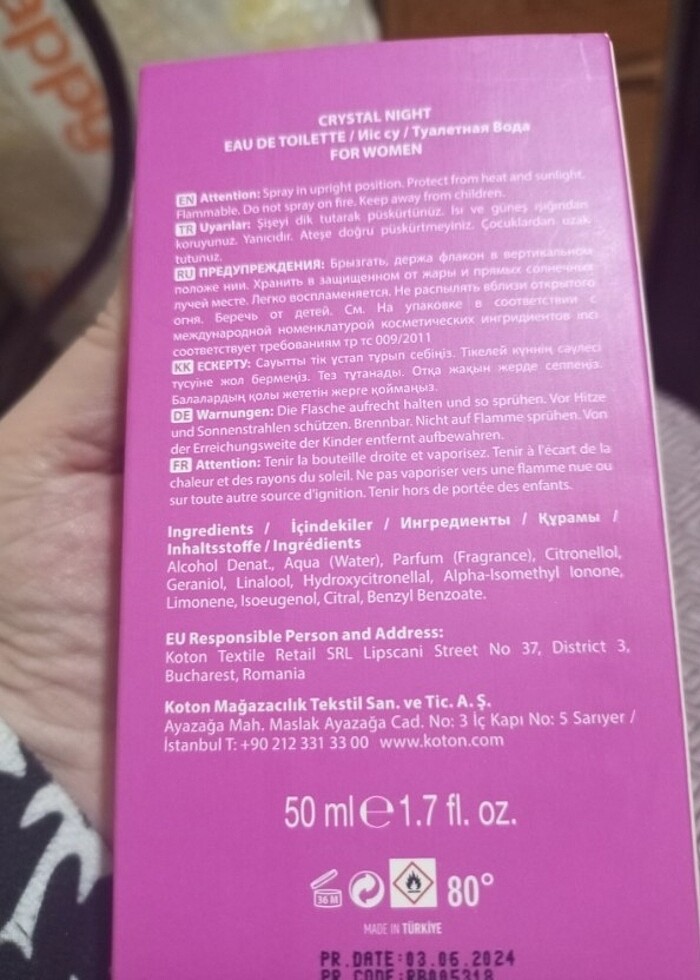 CRYSTAL NIGHT
EAU DE TOILETTE / Иіс су / Туалетная Вода
FOR WOMEN
EN Attention: Spray in upright position. Protect from heat and sunlight.
Flammable. Do not spray on fire. Keep away from children.
TR Uyarılar: Şişeyi dik tutarak püskürtünüz. Isı ve güneş ışığından
koruyunuz. Yanıcıdır. Ateşe doğru püskürtmeyiniz. Çocuklardan uzak
tutunuz.
RU ПРЕДУПРЕЖДЕНИЯ: Брызгать, держа флакон в вертикальном
положе нии. Хранить в защищенном от жары и прямых солнечных
лучей месте. Легко воспламеняется. Не распылять вблизи открытого
огня. Беречь от детей. См. На упаковке в соответствии с
международной номенклатурой косметических ингридиентов inci
соответствует требованиям тр тс 009/2011
KK ЕСКЕРТУ: Сауытты тік ұстап тұрып себіңіз. Тікелей күннің сәулесі
түсуіне жол бермеңіз. Тез тұтанады. Отқа жақын жерде сеппеңіз.
Балалардың қолы жететін жерге қоймаңыз.
DE Warnungen: Die Flasche aufrecht halten und so sprühen. Vor Hitze
und Sonnenstrahlen schützen. Brennbar. Nicht auf Flamme sprühen. Von
der Erreichungsweite der Kinder entfernt aufbewahren.
FR Attention: Tenir la bouteille droite et vaporisez. Tenir à l'écart de la
chaleur et des rayons du soleil. Ne pas vaporiser vers une flamme nue ou
sur toute autre source d'ignition. Tenir hors de portée des enfants.
Ingredients / İçindekiler / Ингредиенты / Құрамы /
Inhaltsstoffe / Ingrédients
Alcohol Denat., Aqua (Water), Parfum (Fragrance), Citronellol,
Geraniol, Linalool, Hydroxycitronellal, Alpha-Isomethyl Ionone,
Limonene, Isoeugenol, Citral, Benzyl Benzoate.
EU Responsible Person and Address:
Koton Textile Retail SRL Lipscani Street No 37, District 3,
Bucharest, Romania
Koton Mağazacılık Tekstil San. ve Tic. A. Ş.
Ayazağa Mah. Maslak Ayazağa Cad. No: 3 İç Kapı No: 5 Sarıyer /
İstanbul T: +90 212 331 33 00 www.koton.com
50 ml e 1.7 fl. oz.
36 M 80°
MADE IN TÜRKİYE
PR.DATE:03.06.2024
PR.CODE:PBA05318